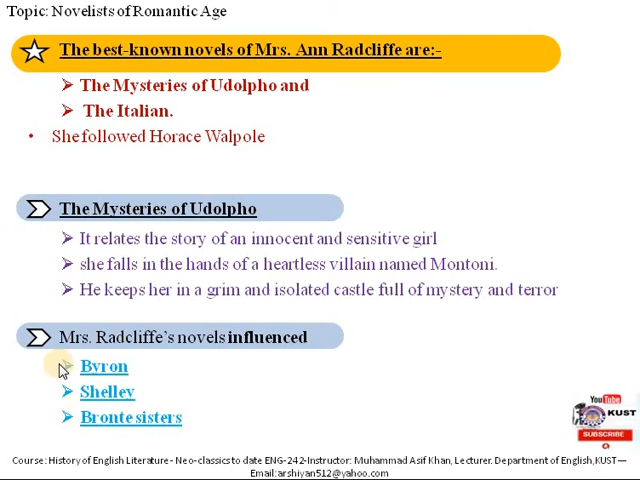 Topic: Novelists of Romantic Age
The best-known novels of Mrs. Ann Radcliffe are:-
The Mysteries of Udolpho and
The Italian.
She followed Horace Walpole
The Mysteries of Udolpho
It relates the story of an innocent and sensitive girl
she falls in the hands of a heartless villain named Montoni.
He keeps her in a grim and isolated castle full of mystery and terror
Mrs. Radcliffe's novels influenced
Byron
Shelley
Bronte sisters
YouTube
KUST
SUBSCRIBE
Course: History of English Literature - Neo-classics to date ENG-242-Instructor: Muhammad Asif Khan, Lecturer. Department of English,KUST—
Email:arshiyan512@yahoo.com